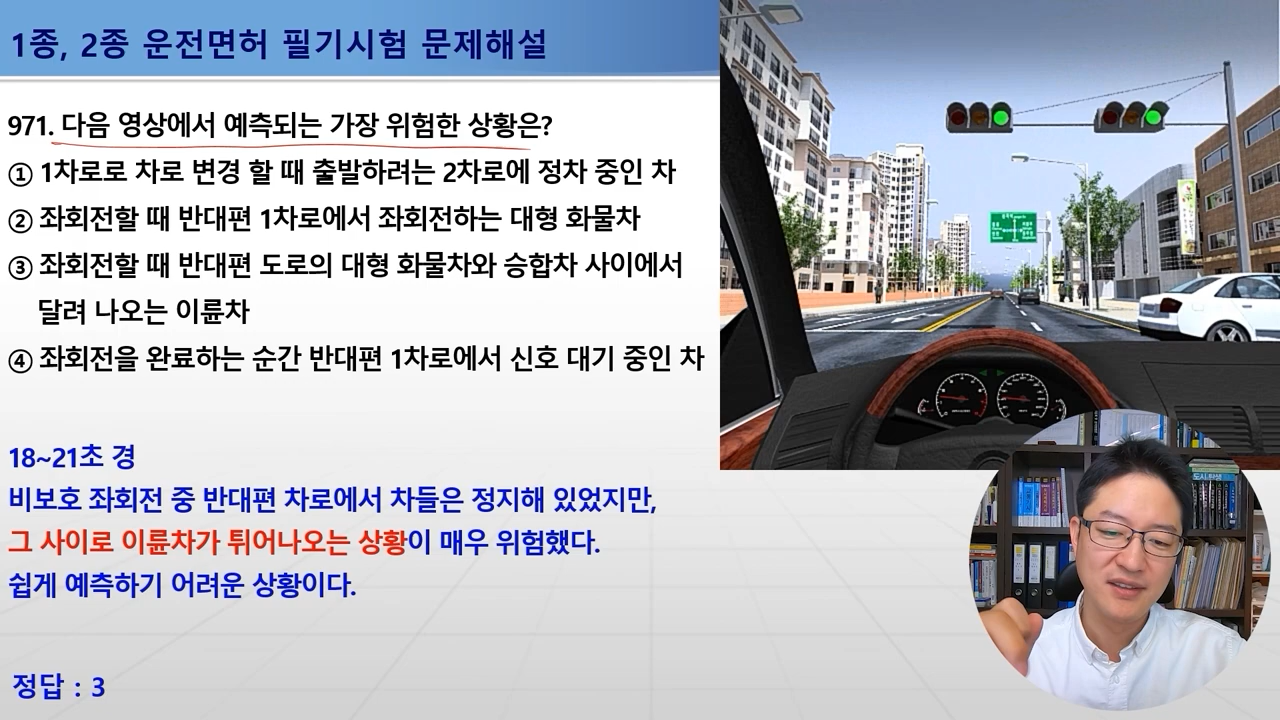 1종, 2종 운전면허 필기시험 문제해설
971. 다음 영상에서 예측되는 가장 위험한 상황은?
① 1차로로 차로 변경 할 때 출발하려는 2차로에 정차 중인 차
② 좌회전할 때 반대편 1차로에서 좌회전하는 대형 화물차
③ 좌회전할 때 반대편 도로의 대형 화물차와 승합차 사이에서
달려 나오는 이륜차
④ 좌회전을 완료하는 순간 반대편 1차로에서 신호 대기 중인 차
18~21초 경
비보호 좌회전 중 반대편 차로에서 차들은 정지해 있었지만,
그 사이로 이륜차가 튀어나오는 상황이 매우 위험했다.
쉽게 예측하기 어려운 상황이다.
정답 : 3